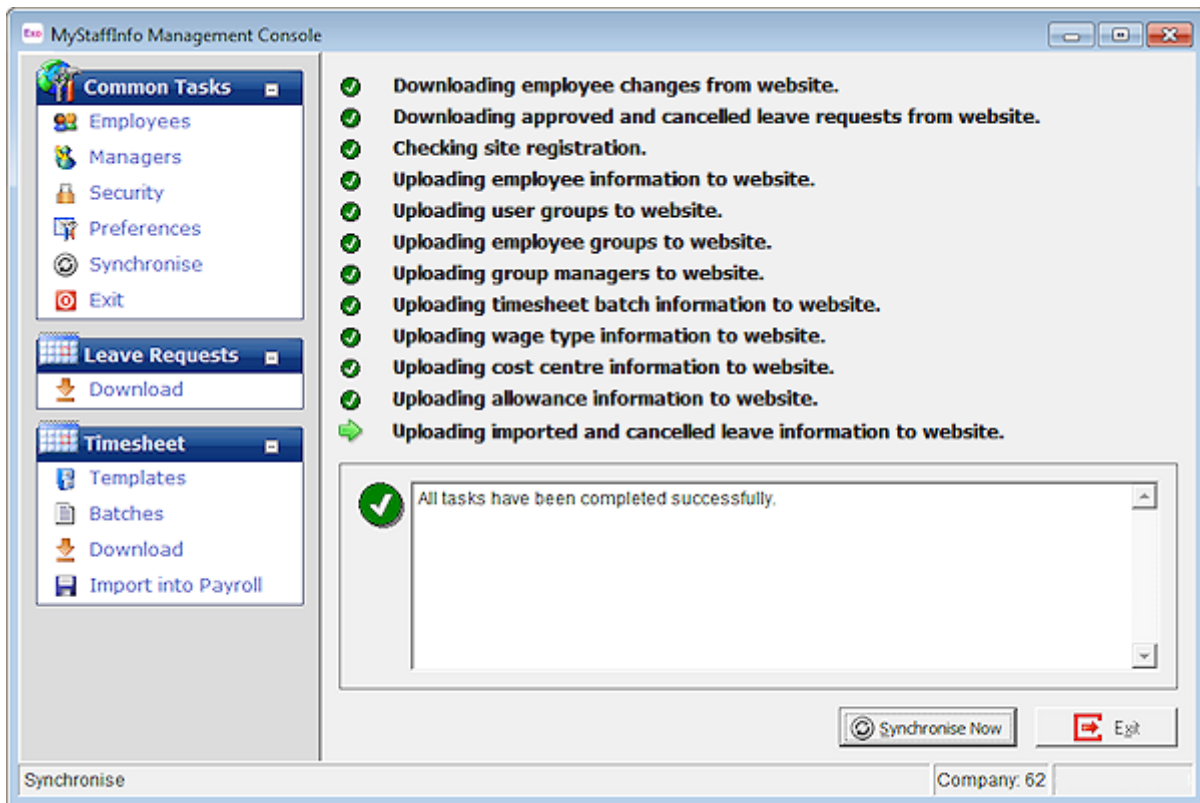 Exo MyStaffInfo Management Console
Common Tasks
Employees
Managers
Security
Preferences
Synchronise
Exit
Leave Requests
Download
Timesheet
Templates
Batches
Download
Import into Payroll
Downloading employee changes from website.
Downloading approved and cancelled leave requests from website.
Checking site registration.
Uploading employee information to website.
Uploading user groups to website.
Uploading employee groups to website.
Uploading group managers to website.
Uploading timesheet batch information to website.
Uploading wage type information to website.
Uploading cost centre information to website.
Uploading allowance information to website.
Uploading imported and cancelled leave information to website.
All tasks have been completed successfully.
Synchronise Now Exit
Synchronise Company: 62